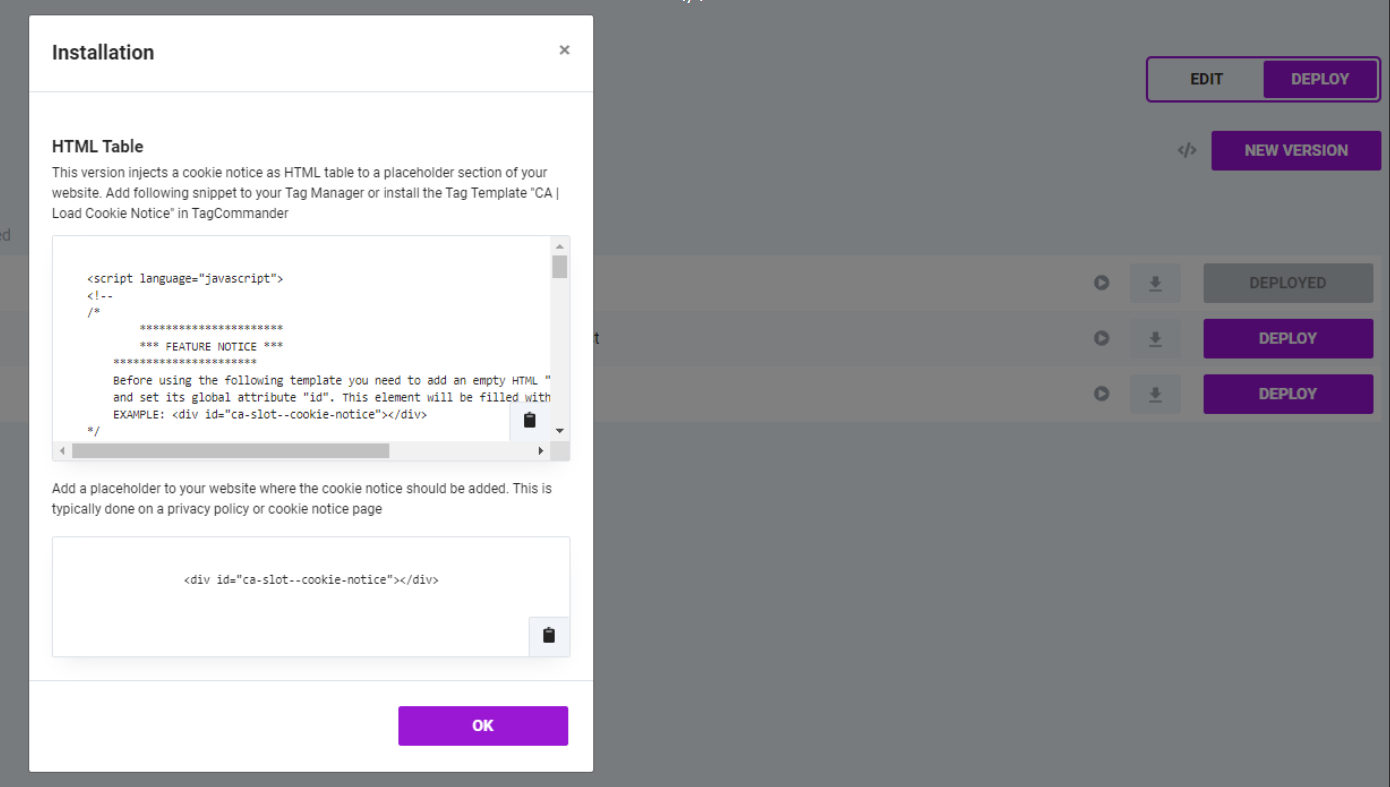 Installation
×
HTML Table
This version injects a cookie notice as HTML table to a placeholder section of your
website. Add following snippet to your Tag Manager or install the Tag Template "CA |
Load Cookie Notice" in TagCommander
<script language="javascript">
<!--
/*
**********************
*** FEATURE NOTICE ***
**********************
Before using the following template you need to add an empty HTML "
and set its global attribute "id". This element will be filled with
EXAMPLE: <div id="ca-slot--cookie-notice"></div>
*/
Add a placeholder to your website where the cookie notice should be added. This is
typically done on a privacy policy or cookie notice page
<div id="ca-slot--cookie-notice"></div>
OK
EDIT
DEPLOY
</>
NEW VERSION
ed
DEPLOYED
t
DEPLOY
DEPLOY